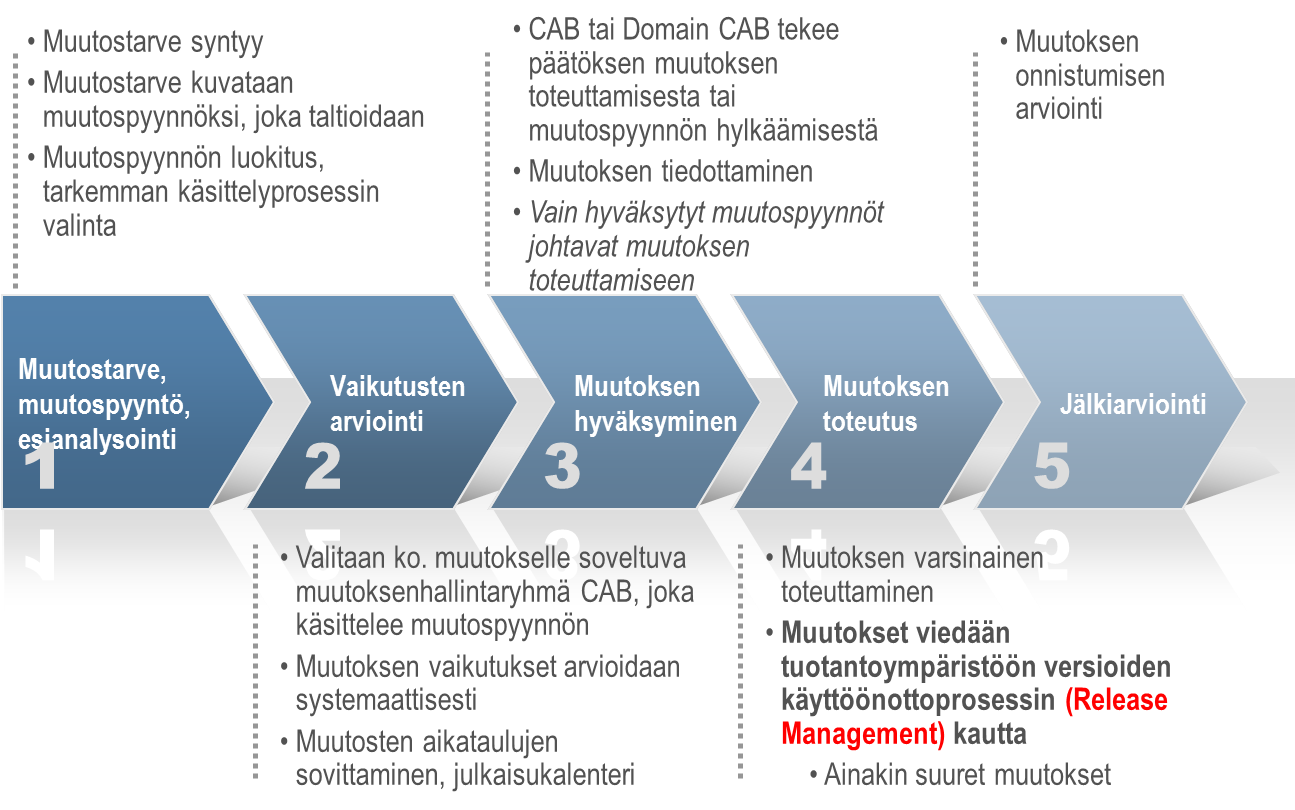 • Muutostarve syntyy
• Muutostarve kuvataan
muutospyynnöksi, joka taltioidaan
• Muutospyynnön luokitus,
tarkemman käsittelyprosessin
valinta
• CAB tai Domain CAB tekee
päätöksen muutoksen
toteuttamisesta tai
muutospyynnön hylkäämisestä
• Muutoksen tiedottaminen
• Vain hyväksytyt muutospyynnöt
johtavat muutoksen
toteuttamiseen
• Muutoksen
onnistumisen
arviointi
Muutostarve,
muutospyyntö,
esianalysointi
1
Vaikutusten
arviointi
2
Muutoksen
hyväksyminen
3
Muutoksen
toteutus
4
Jälkiarviointi
5
• Valitaan ko. muutokselle soveltuva
muutoksenhallintaryhmä CAB, joka
käsittelee muutospyynnön
• Muutoksen vaikutukset arvioidaan
systemaattisesti
• Muutosten aikataulujen
sovittaminen, julkaisukalenteri
• Muutoksen varsinainen
toteuttaminen
• Muutokset viedään
tuotantoympäristöön versioiden
käyttöönottoprosessin (Release
Management) kautta
• Ainakin suuret muutokset